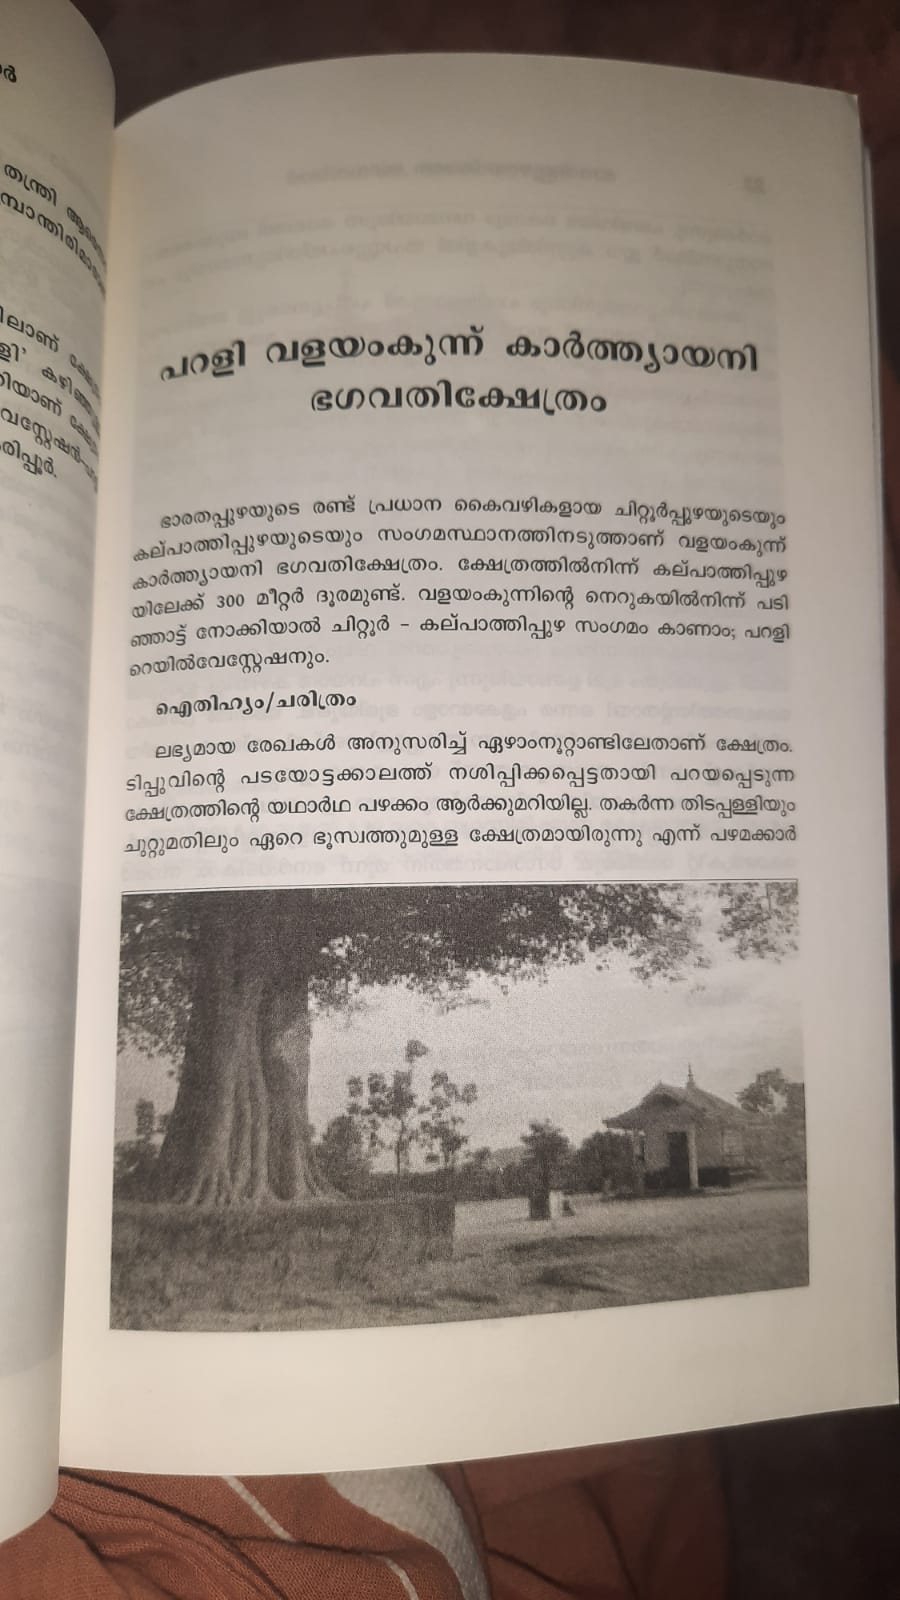 ർ
തന്ത്രി
ളി'
രിപ്പൂർ.
പറളി വളയംകുന്ന് കാർത്ത്യായനി
ഭഗവതിക്ഷേത്രം
ഭാരതപ്പുഴയുടെ രണ്ട് പ്രധാന കൈവഴികളായ ചിറ്റൂർപ്പുഴയുടെയും
കല്പാത്തിപ്പുഴയുടെയും സംഗമസ്ഥാനത്തിനടുത്താണ് വളയംകുന്ന്
കാർത്ത്യായനി ഭഗവതിക്ഷേത്രം. ക്ഷേത്രത്തിൽനിന്ന് കല്പാത്തിപ്പുഴ
യിലേക്ക് 300 മീറ്റർ ദൂരമുണ്ട്. വളയംകുന്നിന്റെ നെറുകയിൽനിന്ന് പടി
ഞ്ഞാട്ട് നോക്കിയാൽ ചിറ്റൂർ – കല്പാത്തിപ്പുഴ സംഗമം കാണാം; പറളി
റെയിൽവേസ്റ്റേഷനും.
ഐതിഹ്യം/ചരിത്രം
ലഭ്യമായ രേഖകൾ അനുസരിച്ച് ഏഴാംനൂറ്റാണ്ടിലേതാണ് ക്ഷേത്രം.
ടിപ്പുവിന്റെ പടയോട്ടക്കാലത്ത് നശിപ്പിക്കപ്പെട്ടതായി പറയപ്പെടുന്ന
ക്ഷേത്രത്തിന്റെ യഥാർഥ പഴക്കം ആർക്കുമറിയില്ല. തകർന്ന തിടപ്പള്ളിയും
ചുറ്റുമതിലും ഏറെ ഭൂസ്വത്തുമുള്ള ക്ഷേത്രമായിരുന്നു എന്ന് പഴമക്കാർ